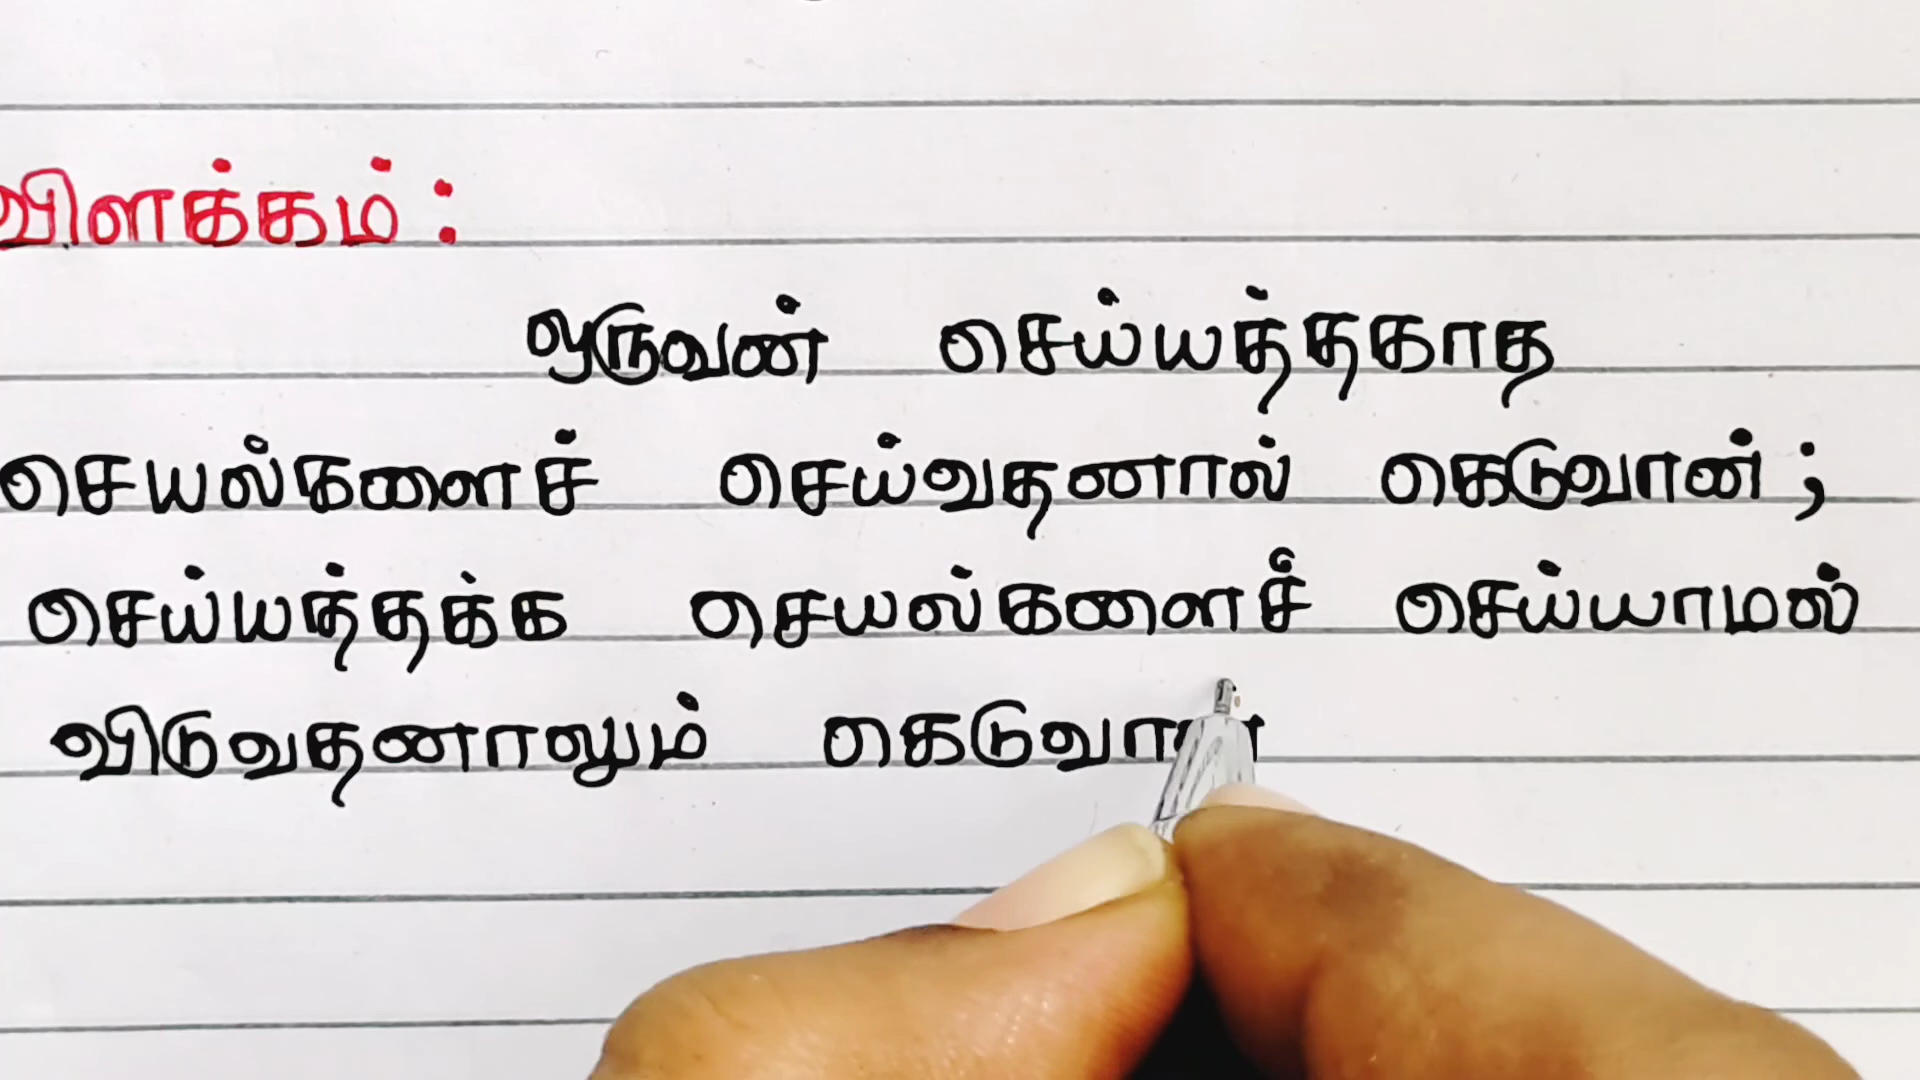 விளக்கம் :
ஒருவன் செய்யத்தகாத
செயல்களைச் செய்வதனால் கெடுவான் ;
செய்யத்தக்க செயல்களைச் செய்யாமல்
விடுவதனாலும்